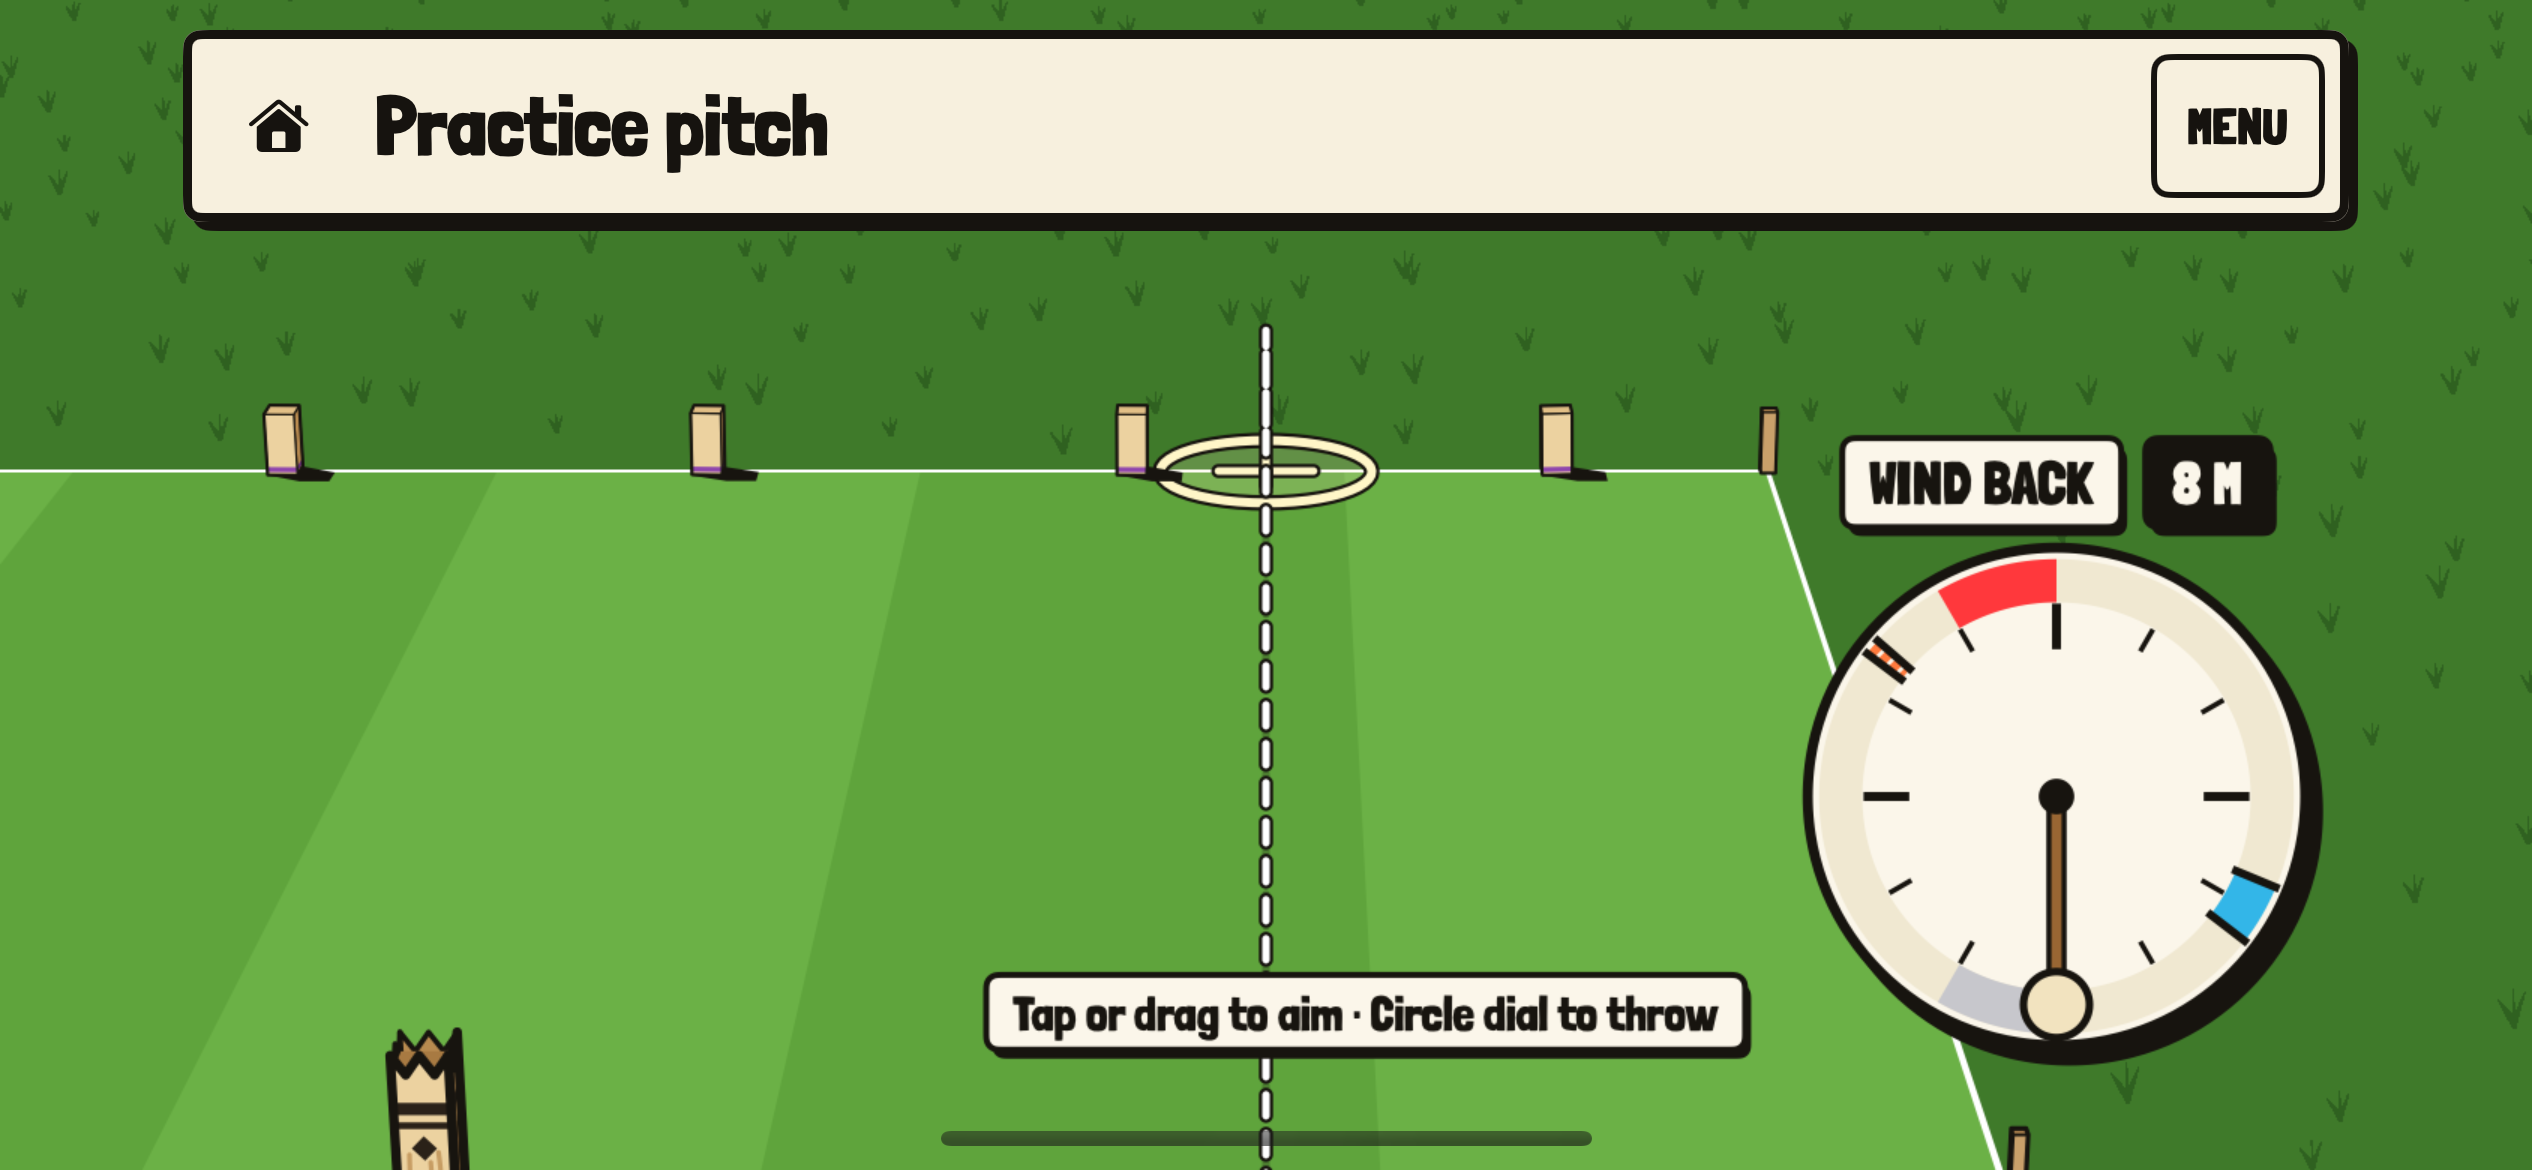 Practice pitch
MENU
WIND BACK
8 M
Tap or drag to aim · Circle dial to throw